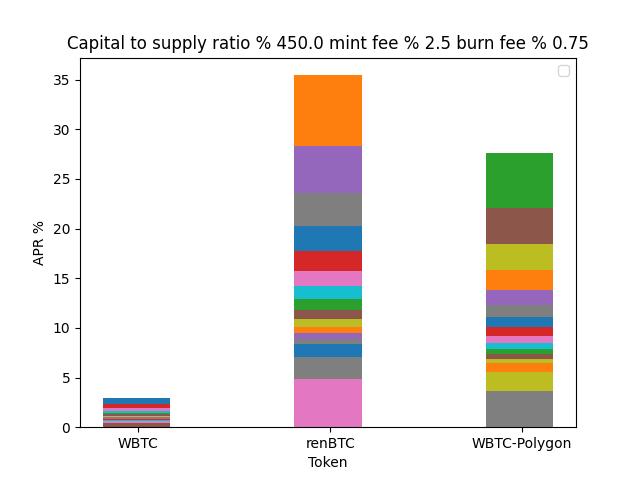 Capital to supply ratio % 450.0 mint fee % 2.5 burn fee % 0.75
APR %
35
30
25
20
15
10
5
0
WBTC renBTC WBTC-Polygon
Token